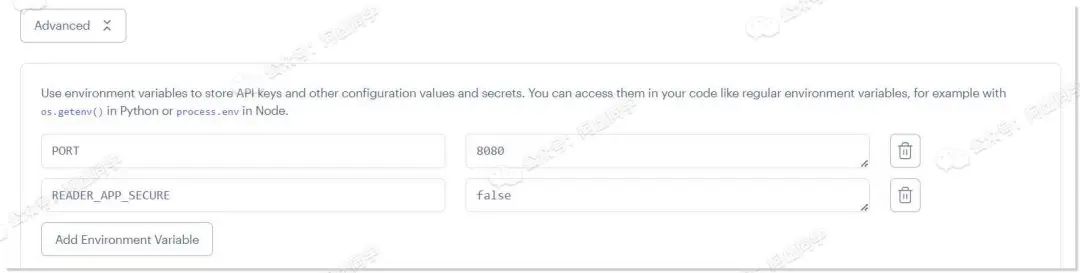 Advanced
Use environment variables to store API keys and other configuration values and secrets. You can access them in your code like regular environment variables, for example with
os.getenv() in Python or process.env in Node.
PORT
8080
READER_APP_SECURE
false
Add Environment Variable